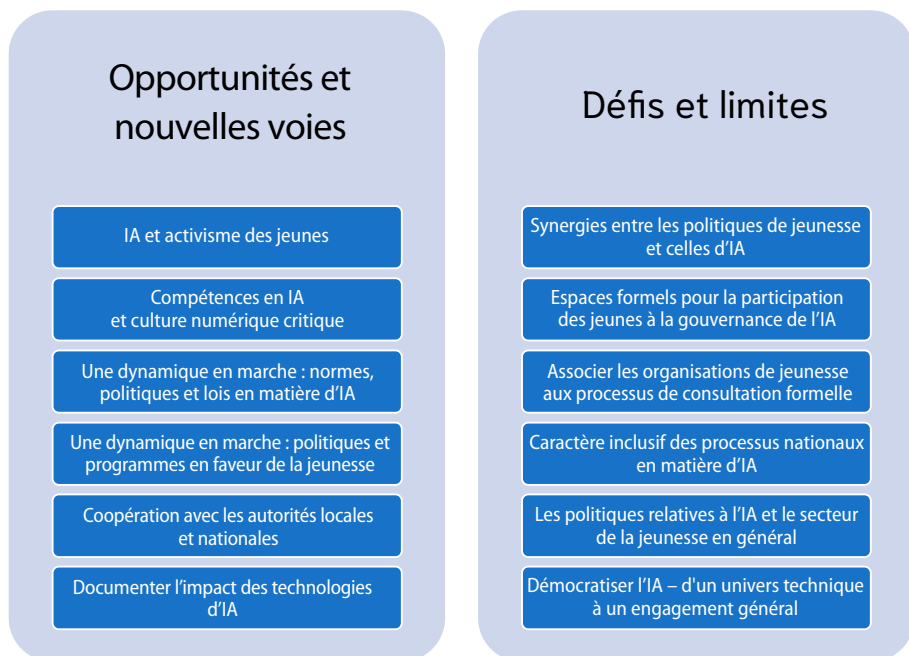 Opportunités et
nouvelles voies
IA et activisme des jeunes
Compétences en IA
et culture numérique critique
Une dynamique en marche : normes,
politiques et lois en matière d’IA
Une dynamique en marche : politiques et
programmes en faveur de la jeunesse
Coopération avec les autorités locales
et nationales
Documenter l’impact des technologies
d’IA
Défis et limites
Synergies entre les politiques de jeunesse
et celles d’IA
Espaces formels pour la participation
des jeunes à la gouvernance de l’IA
Associer les organisations de jeunesse
aux processus de consultation formelle
Caractère inclusif des processus nationaux
en matière d’IA
Les politiques relatives à l’IA et le secteur
de la jeunesse en général
Démocratiser l’IA – d'un univers technique
à un engagement général